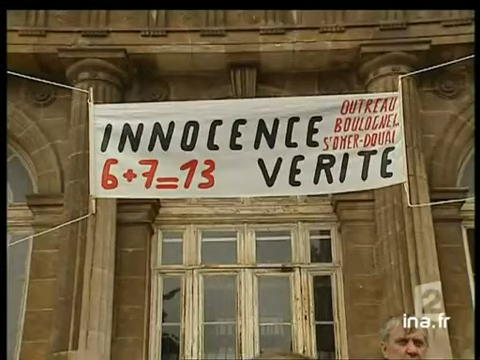 OUTREAU
BOULOGNE
S^T OMER-DOUAI
INNOCENCE
6+7=13 VERITE
2
ina.fr